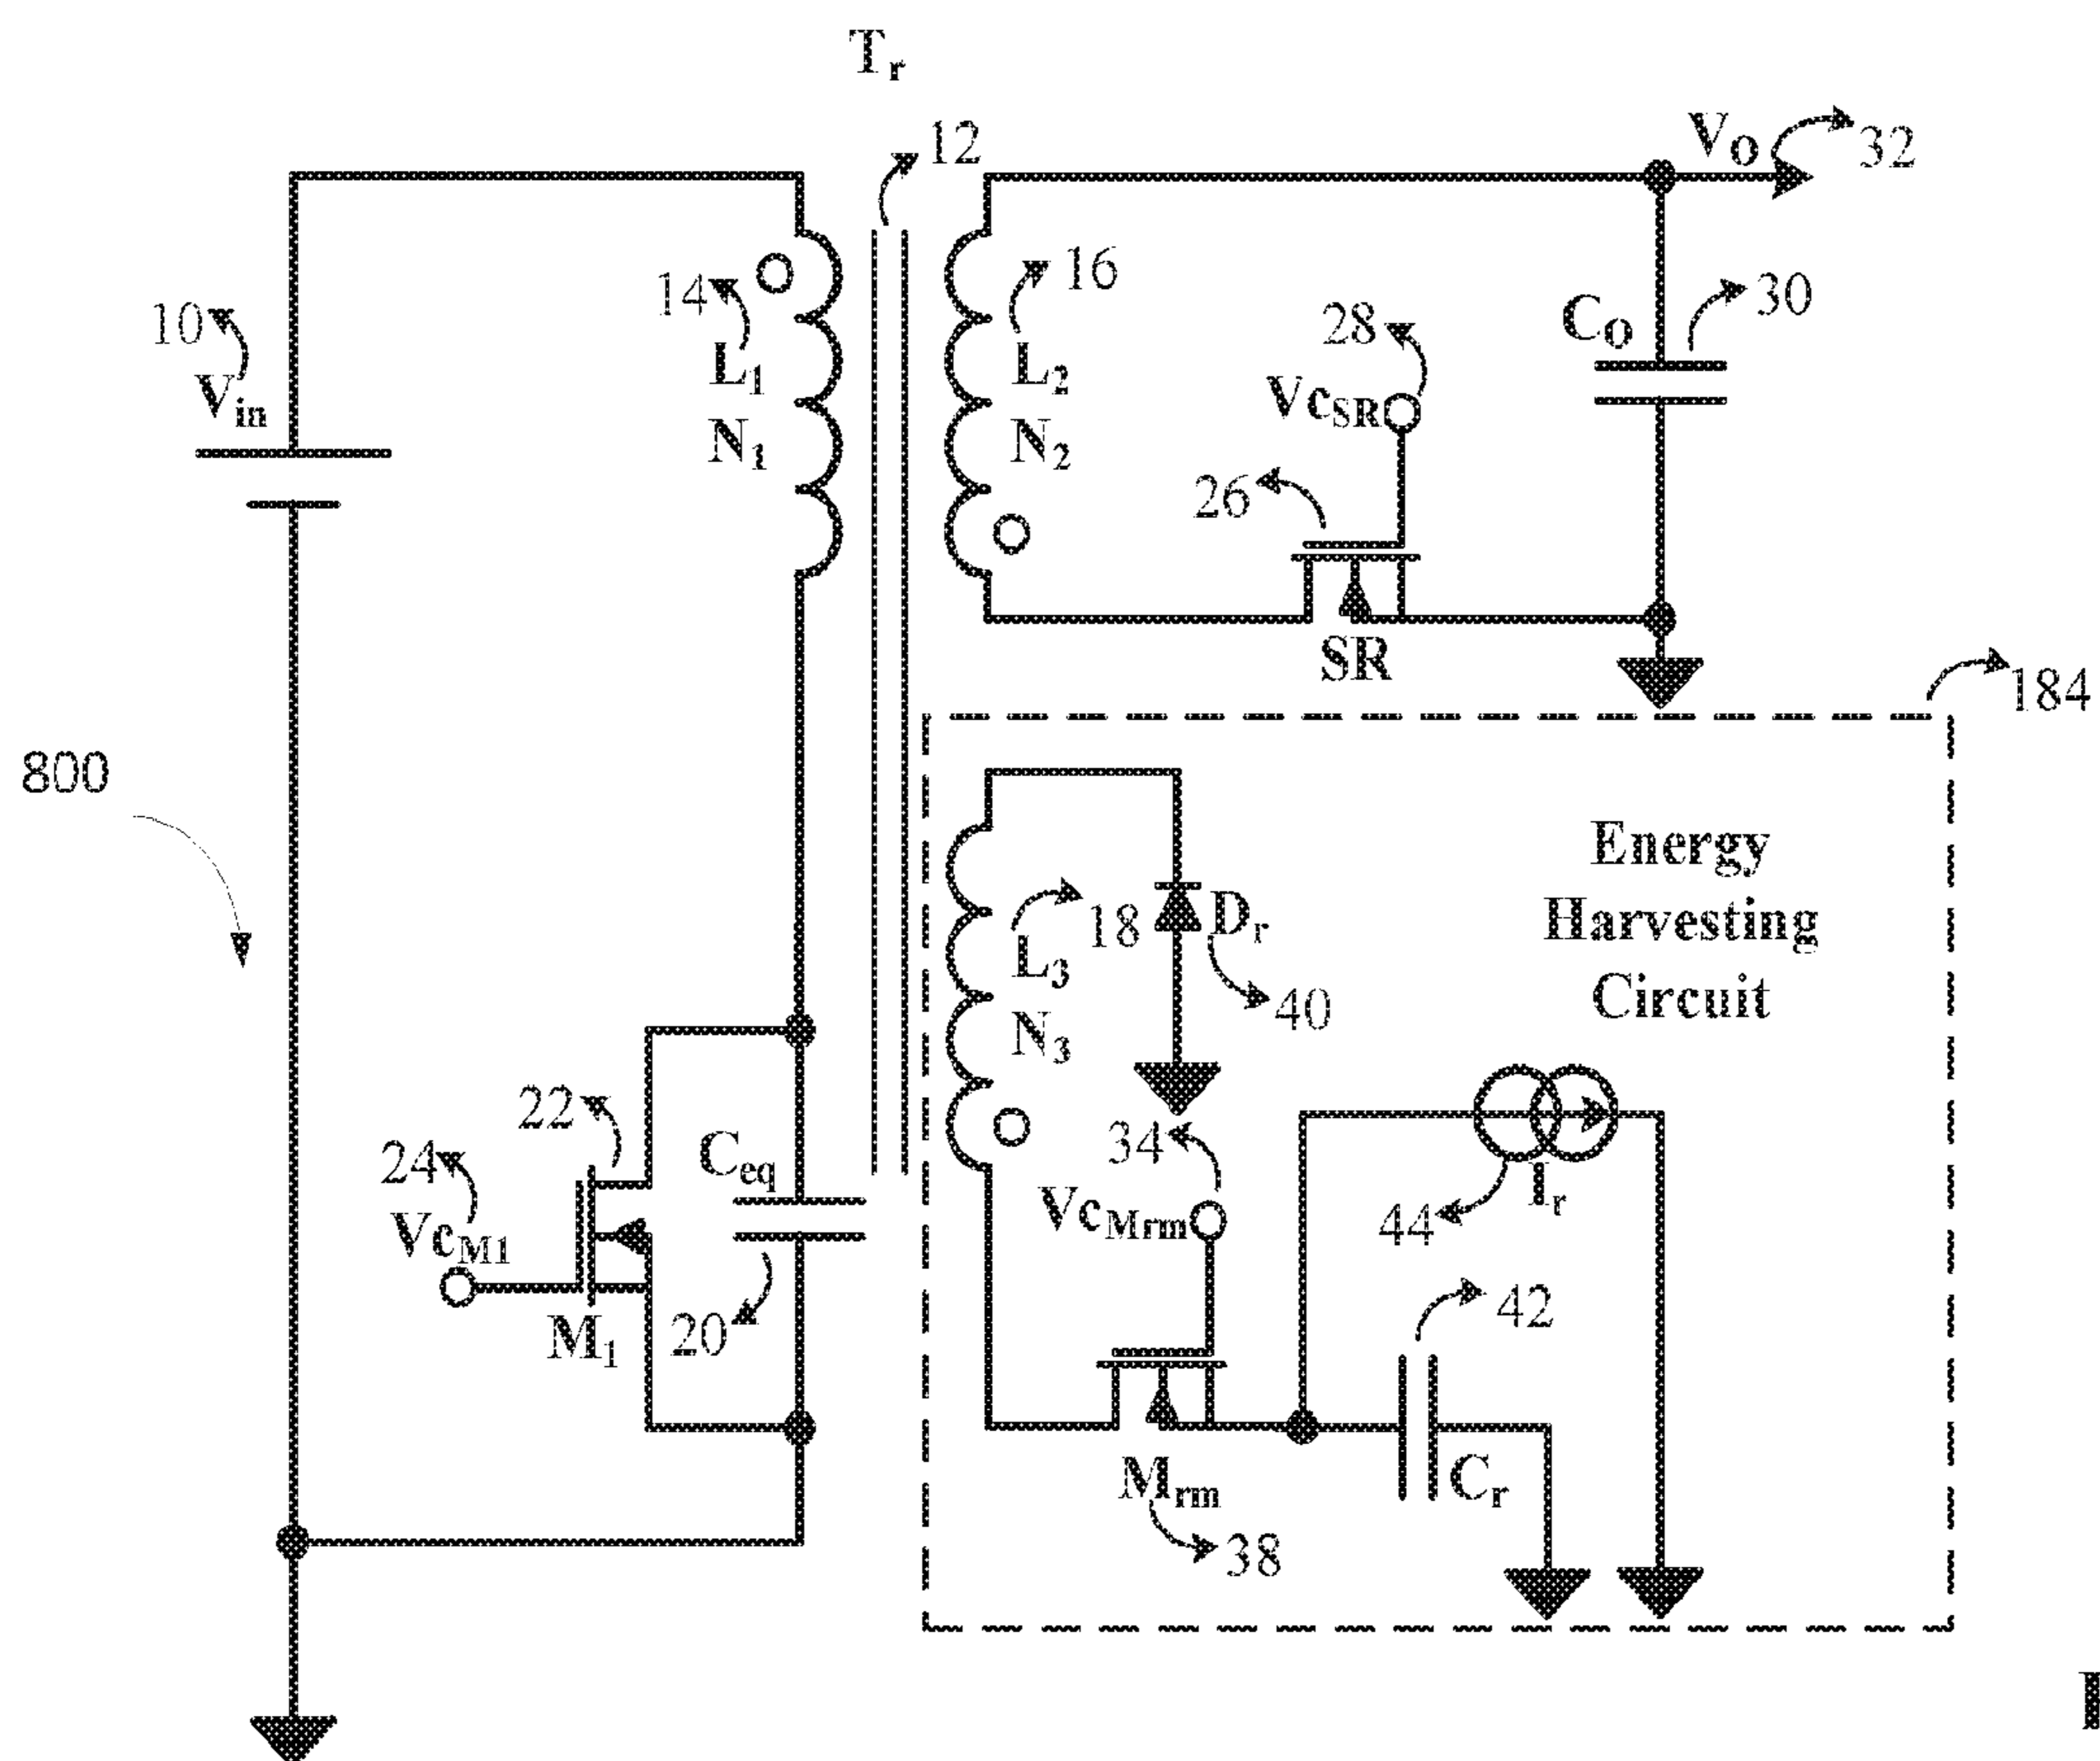 Tr
12
VO
32
10
Vin
14
L1
N1
16
L2
N2
28
VcSR
CO
30
26
SR
184
800
Energy
Harvesting
Circuit
18
L3
N3
Dr
40
22
24
VcM1
M1
Ceq
20
34
VcMrm
44
Ir
42
Mrm
38
Cr